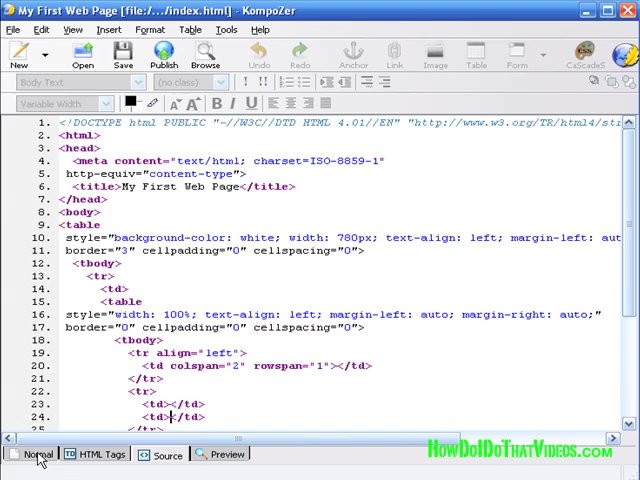 My First Web Page [file:/.../index.html] - KompoZer
File Edit View Insert Format Table Tools Help
New Open Save Publish Browse Undo Redo Anchor Link Image Table Form CaScadeS
Body Text (no class)
Variable Width
1. <!DOCTYPE html PUBLIC "-//W3C//DTD HTML 4.01//EN" "http://www.w3.org/TR/html4/str
2. <html>
3. <head>
4. <meta content="text/html; charset=ISO-8859-1"
5. http-equiv="content-type">
6. <title>My First Web Page</title>
7. </head>
8. <body>
9. <table
10. style="background-color: white; width: 780px; text-align: left; margin-left: aut
11. border="3" cellpadding="0" cellspacing="0">
12. <tbody>
13. <tr>
14. <td>
15. <table
16. style="width: 100%; text-align: left; margin-left: auto; margin-right: auto;"
17. border="0" cellpadding="0" cellspacing="0">
18. <tbody>
19. <tr align="left">
20. <td colspan="2" rowspan="1"></td>
21. </tr>
22. <tr>
23. <td></td>
24. <td></td>
25. </tr>
Normal HTML Tags Source Preview
HowDoIDoThatVideos.com